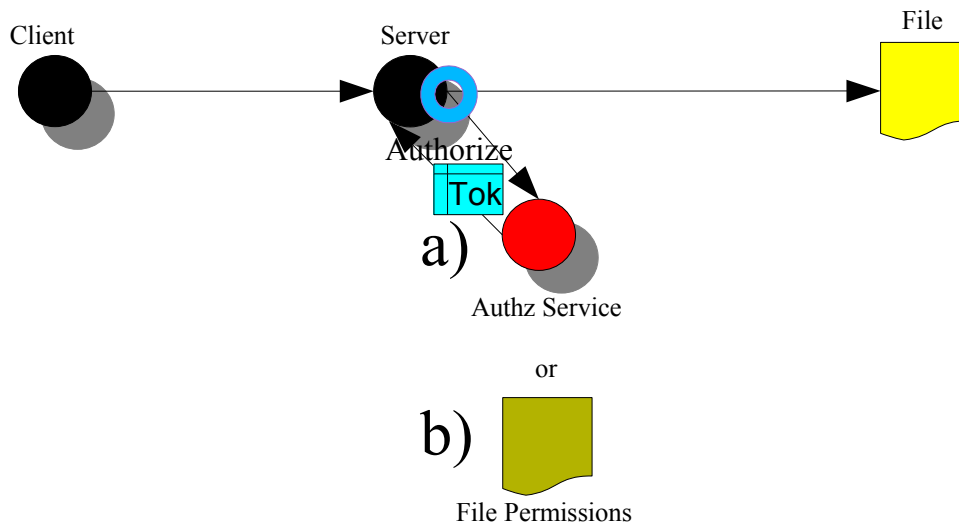 Client
Server
File
Authorize
Tok
a)
Authz Service
or
b)
File Permissions